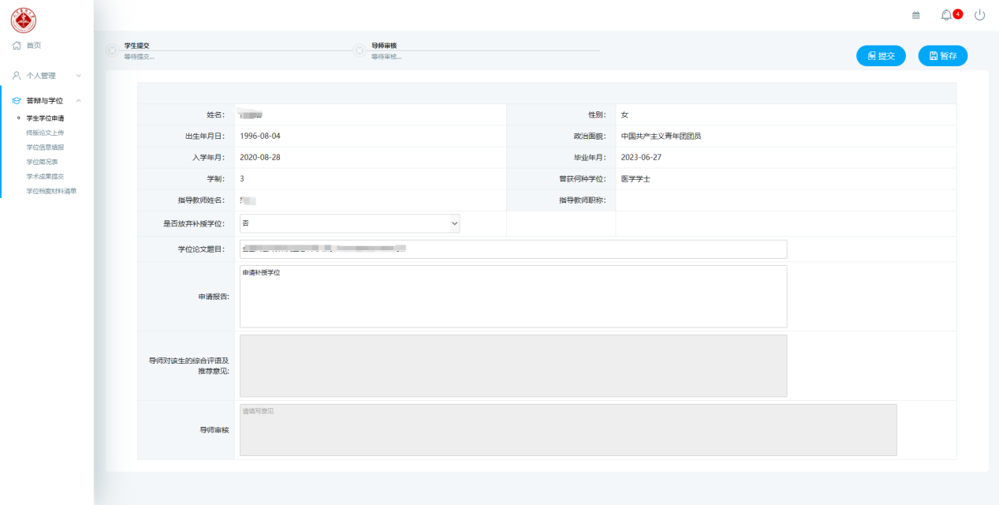 4
首页
学生提交
等待提交...
导师审核
等待审核...
提交
暂存
个人管理
答辩与学位
学生学位申请
终版论文上传
学位信息填报
学位简况表
学术成果提交
学位档案材料清单
姓名:
性别: 女
出生年月日: 1996-08-04
政治面貌: 中国共产主义青年团团员
入学年月: 2020-08-28
毕业年月: 2023-06-27
学制: 3
曾获何种学位: 医学学士
指导教师姓名:
指导教师职称:
是否放弃补授学位: 否
学位论文题目:
申请报告: 申请补授学位
导师对该生的综合评语及
推荐意见:
导师审核 请填写意见